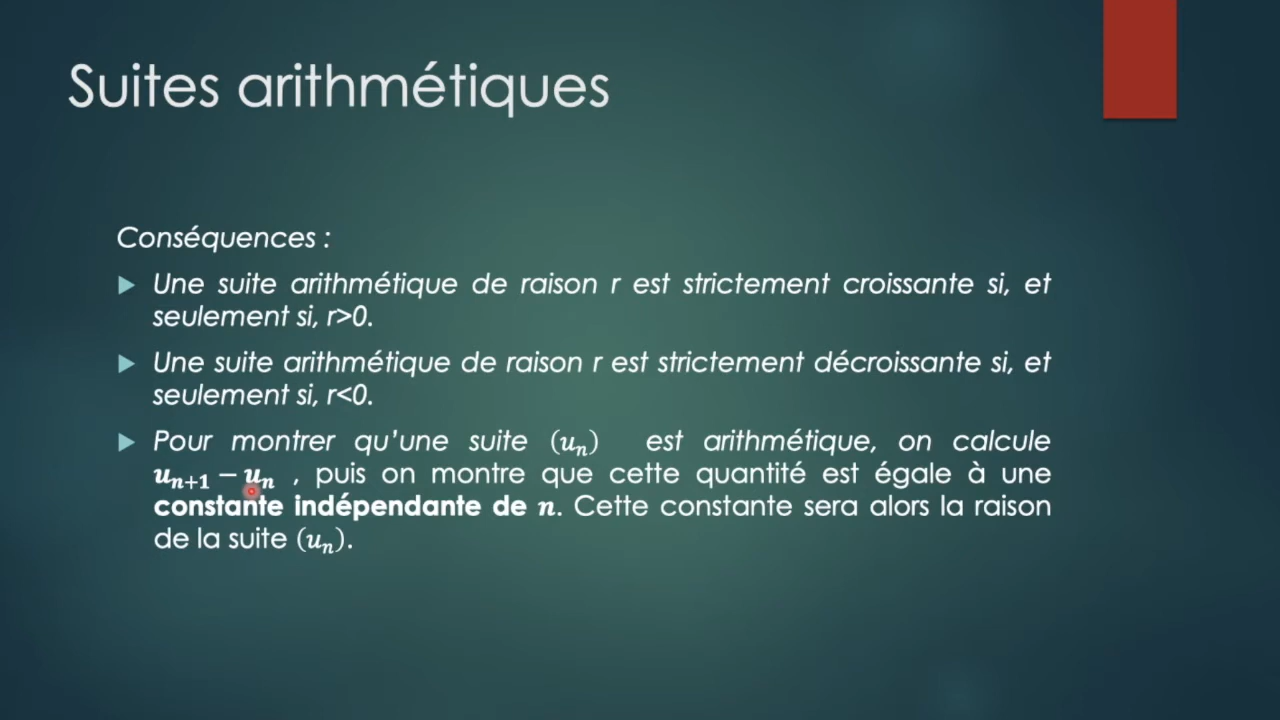 Suites arithmétiques
Conséquences :
Une suite arithmétique de raison r est strictement croissante si, et
seulement si, r>0.
Une suite arithmétique de raison r est strictement décroissante si, et
seulement si, r<0.
Pour montrer qu’une suite (uₙ) est arithmétique, on calcule
uₙ₊₁ − uₙ , puis on montre que cette quantité est égale à une
constante indépendante de n. Cette constante sera alors la raison
de la suite (uₙ).